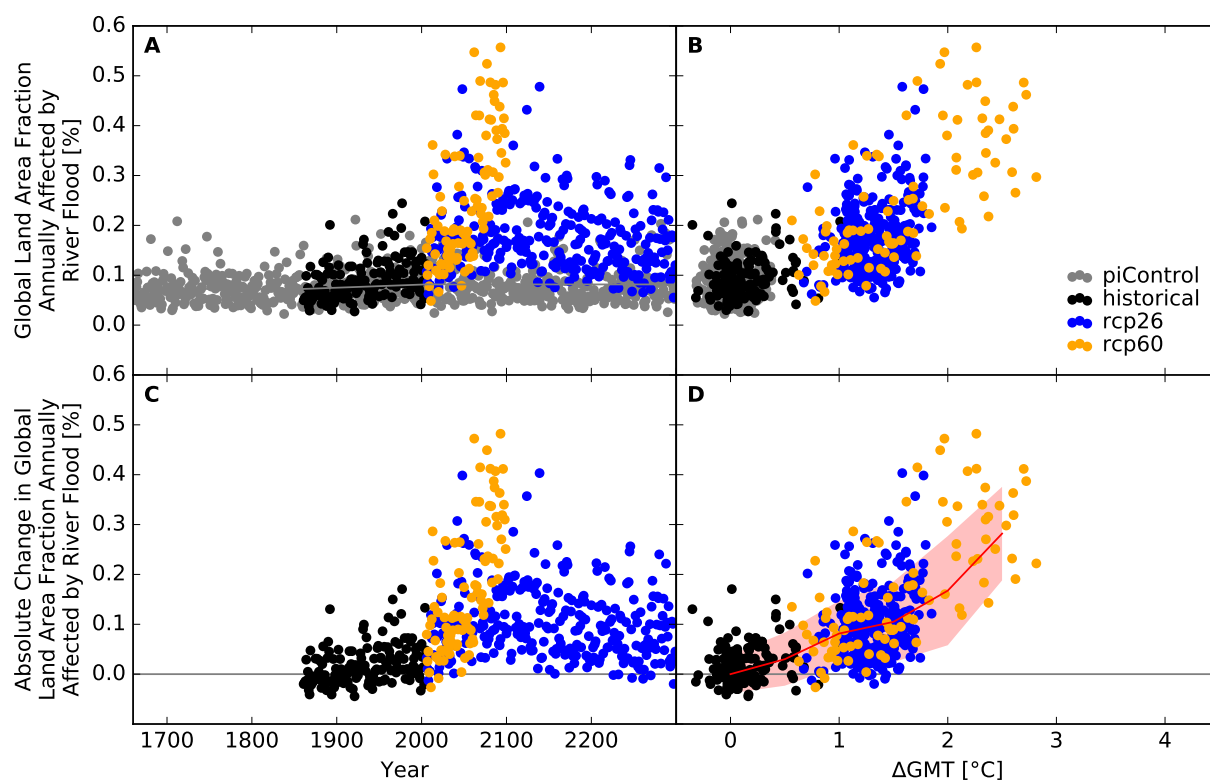 A
B
Global Land Area Fraction
Annually Affected by
River Flood [%]
0.6
0.5
0.4
0.3
0.2
0.1
0.0
piControl
historical
rcp26
rcp60
C
D
Absolute Change in Global
Land Area Fraction Annually
Affected by River Flood [%]
0.6
0.5
0.4
0.3
0.2
0.1
0.0
1700 1800 1900 2000 2100 2200
0 1 2 3 4
Year
ΔGMT [°C]